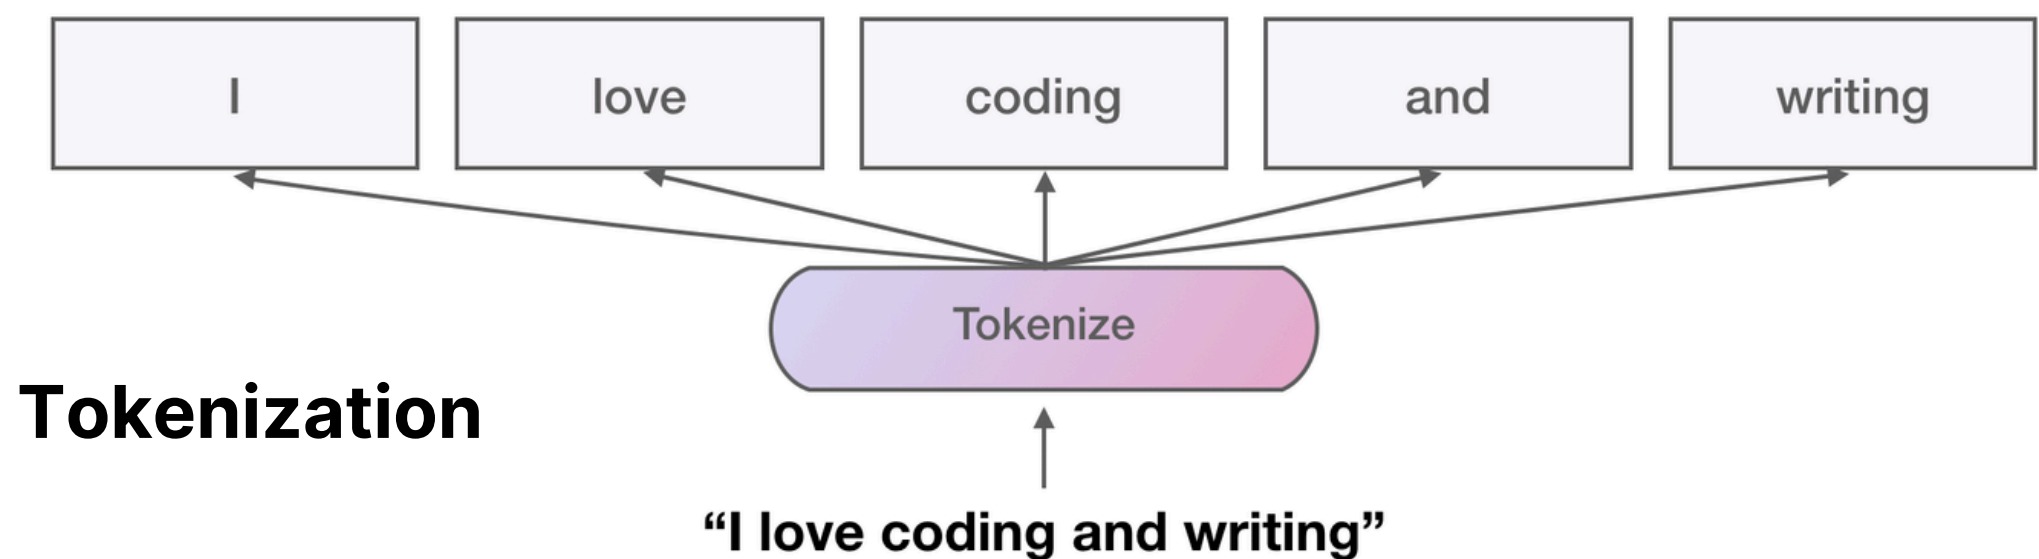 I love coding and writing
Tokenize
Tokenization
“I love coding and writing”